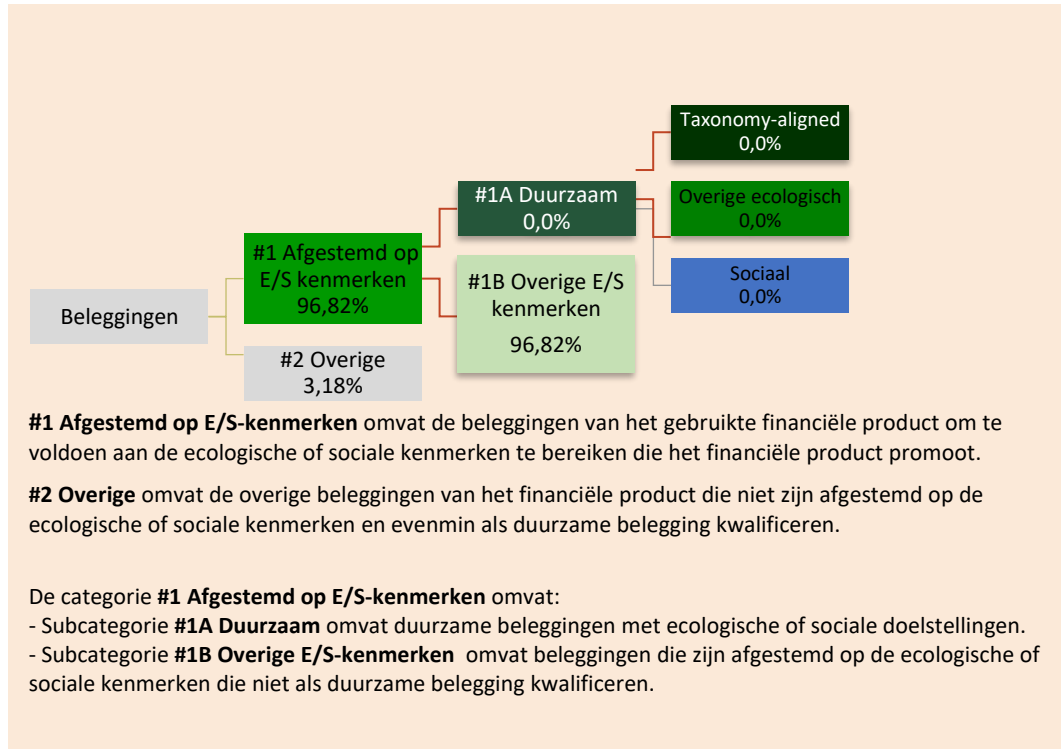 Taxonomy-aligned
0,0%
#1A Duurzaam
0,0%
Overige ecologisch
0,0%
#1 Afgestemd op
E/S kenmerken
96,82%
#1B Overige E/S
kenmerken
96,82%
Sociaal
0,0%
Beleggingen
#2 Overige
3,18%
#1 Afgestemd op E/S-kenmerken omvat de beleggingen van het gebruikte financiële product om te
voldoen aan de ecologische of sociale kenmerken te bereiken die het financiële product promoot.
#2 Overige omvat de overige beleggingen van het financiële product die niet zijn afgestemd op de
ecologische of sociale kenmerken en evenmin als duurzame belegging kwalificeren.
De categorie #1 Afgestemd op E/S-kenmerken omvat:
- Subcategorie #1A Duurzaam omvat duurzame beleggingen met ecologische of sociale doelstellingen.
- Subcategorie #1B Overige E/S-kenmerken omvat beleggingen die zijn afgestemd op de ecologische of
sociale kenmerken die niet als duurzame belegging kwalificeren.